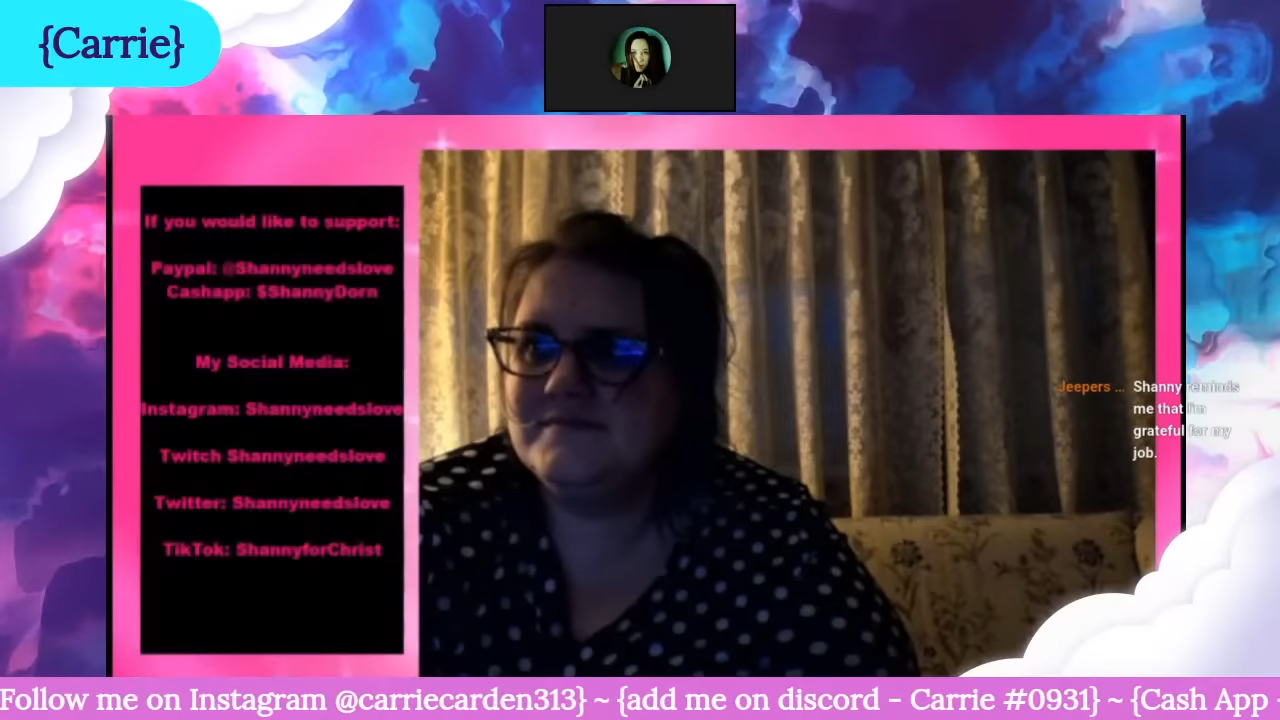 {Carrie}
If you would like to support:
Paypal: @Shannyneedslove
Cashapp: $ShannyDorn
My Social Media:
Instagram: Shannyneedslove
Twitch Shannyneedslove
Twitter: Shannyneedslove
TikTok: ShannyforChrist
Jeepers ... Shanny reminds
me that I'm
grateful for my
job.
Follow me on Instagram @carriecarden313} ~ {add me on discord - Carrie #0931} ~ {Cash App